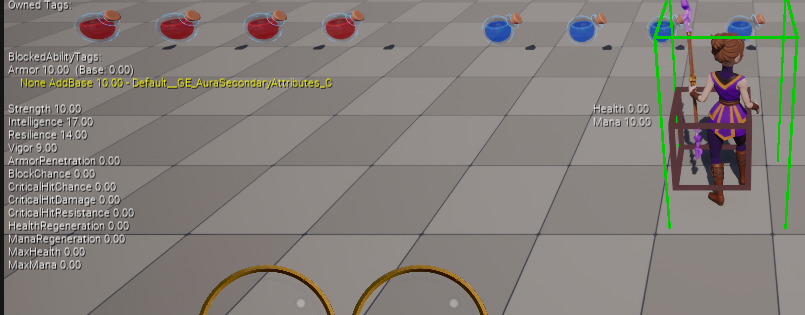 Owned Tags:
BlockedAbilityTags:
Armor 10.00 (Base: 0.00)
None AddBase 10.00 - Default__GE_AuraSecondaryAttributes_C
Strength 10.00
Intelligence 17.00
Resilience 14.00
Vigor 9.00
ArmorPenetration 0.00
BlockChance 0.00
CriticalHitChance 0.00
CriticalHitDamage 0.00
CriticalHitResistance 0.00
HealthRegeneration 0.00
ManaRegeneration 0.00
MaxHealth 0.00
MaxMana 0.00
Health 0.00
Mana 10.00